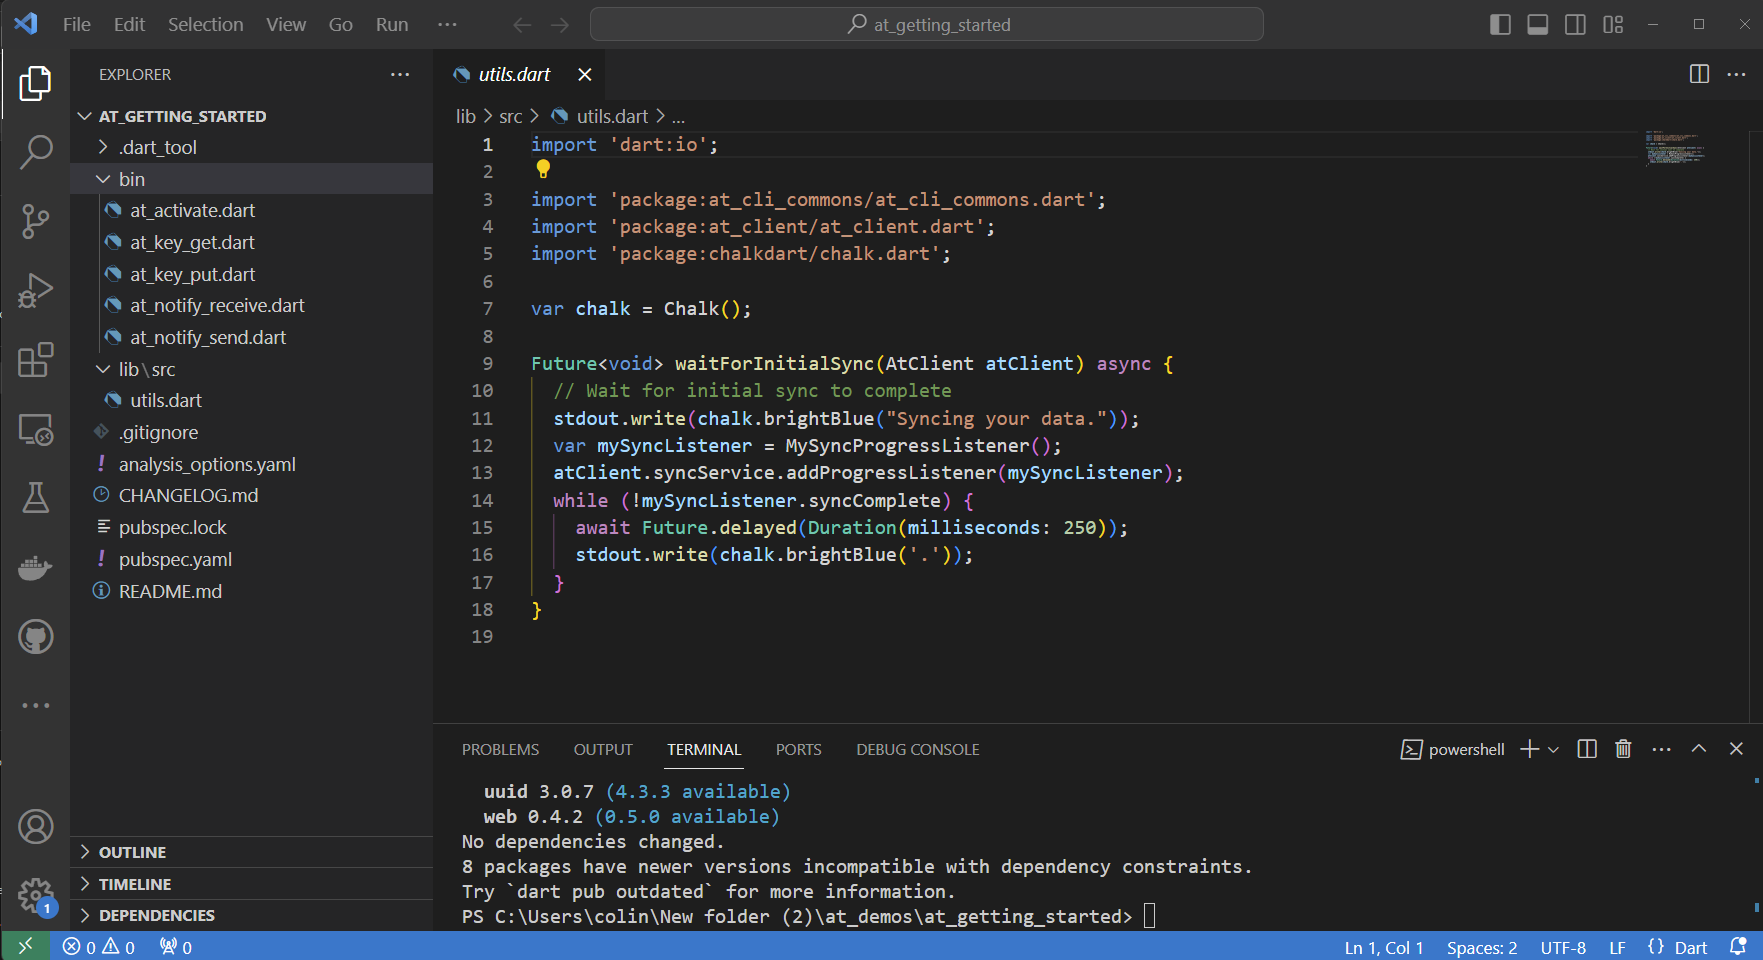 File Edit Selection View Go Run ···
at_getting_started
EXPLORER
AT_GETTING_STARTED
.dart_tool
bin
at_activate.dart
at_key_get.dart
at_key_put.dart
at_notify_receive.dart
at_notify_send.dart
lib\src
utils.dart
.gitignore
! analysis_options.yaml
CHANGELOG.md
pubspec.lock
! pubspec.yaml
README.md
OUTLINE
TIMELINE
DEPENDENCIES
1
utils.dart
lib > src > utils.dart > ...
1 import 'dart:io';
2
3 import 'package:at_cli_commons/at_cli_commons.dart';
4 import 'package:at_client/at_client.dart';
5 import 'package:chalkdart/chalk.dart';
6
7 var chalk = Chalk();
8
9 Future<void> waitForInitialSync(AtClient atClient) async {
10 // Wait for initial sync to complete
11 stdout.write(chalk.brightBlue("Syncing your data."));
12 var mySyncListener = MySyncProgressListener();
13 atClient.syncService.addProgressListener(mySyncListener);
14 while (!mySyncListener.syncComplete) {
15 await Future.delayed(Duration(milliseconds: 250));
16 stdout.write(chalk.brightBlue('.'));
17 }
18 }
19
PROBLEMS OUTPUT TERMINAL PORTS DEBUG CONSOLE
powershell
uuid 3.0.7 (4.3.3 available)
web 0.4.2 (0.5.0 available)
No dependencies changed.
8 packages have newer versions incompatible with dependency constraints.
Try `dart pub outdated` for more information.
PS C:\Users\colin\New folder (2)\at_demos\at_getting_started>
0 0 0
Ln 1, Col 1 Spaces: 2 UTF-8 LF {} Dart